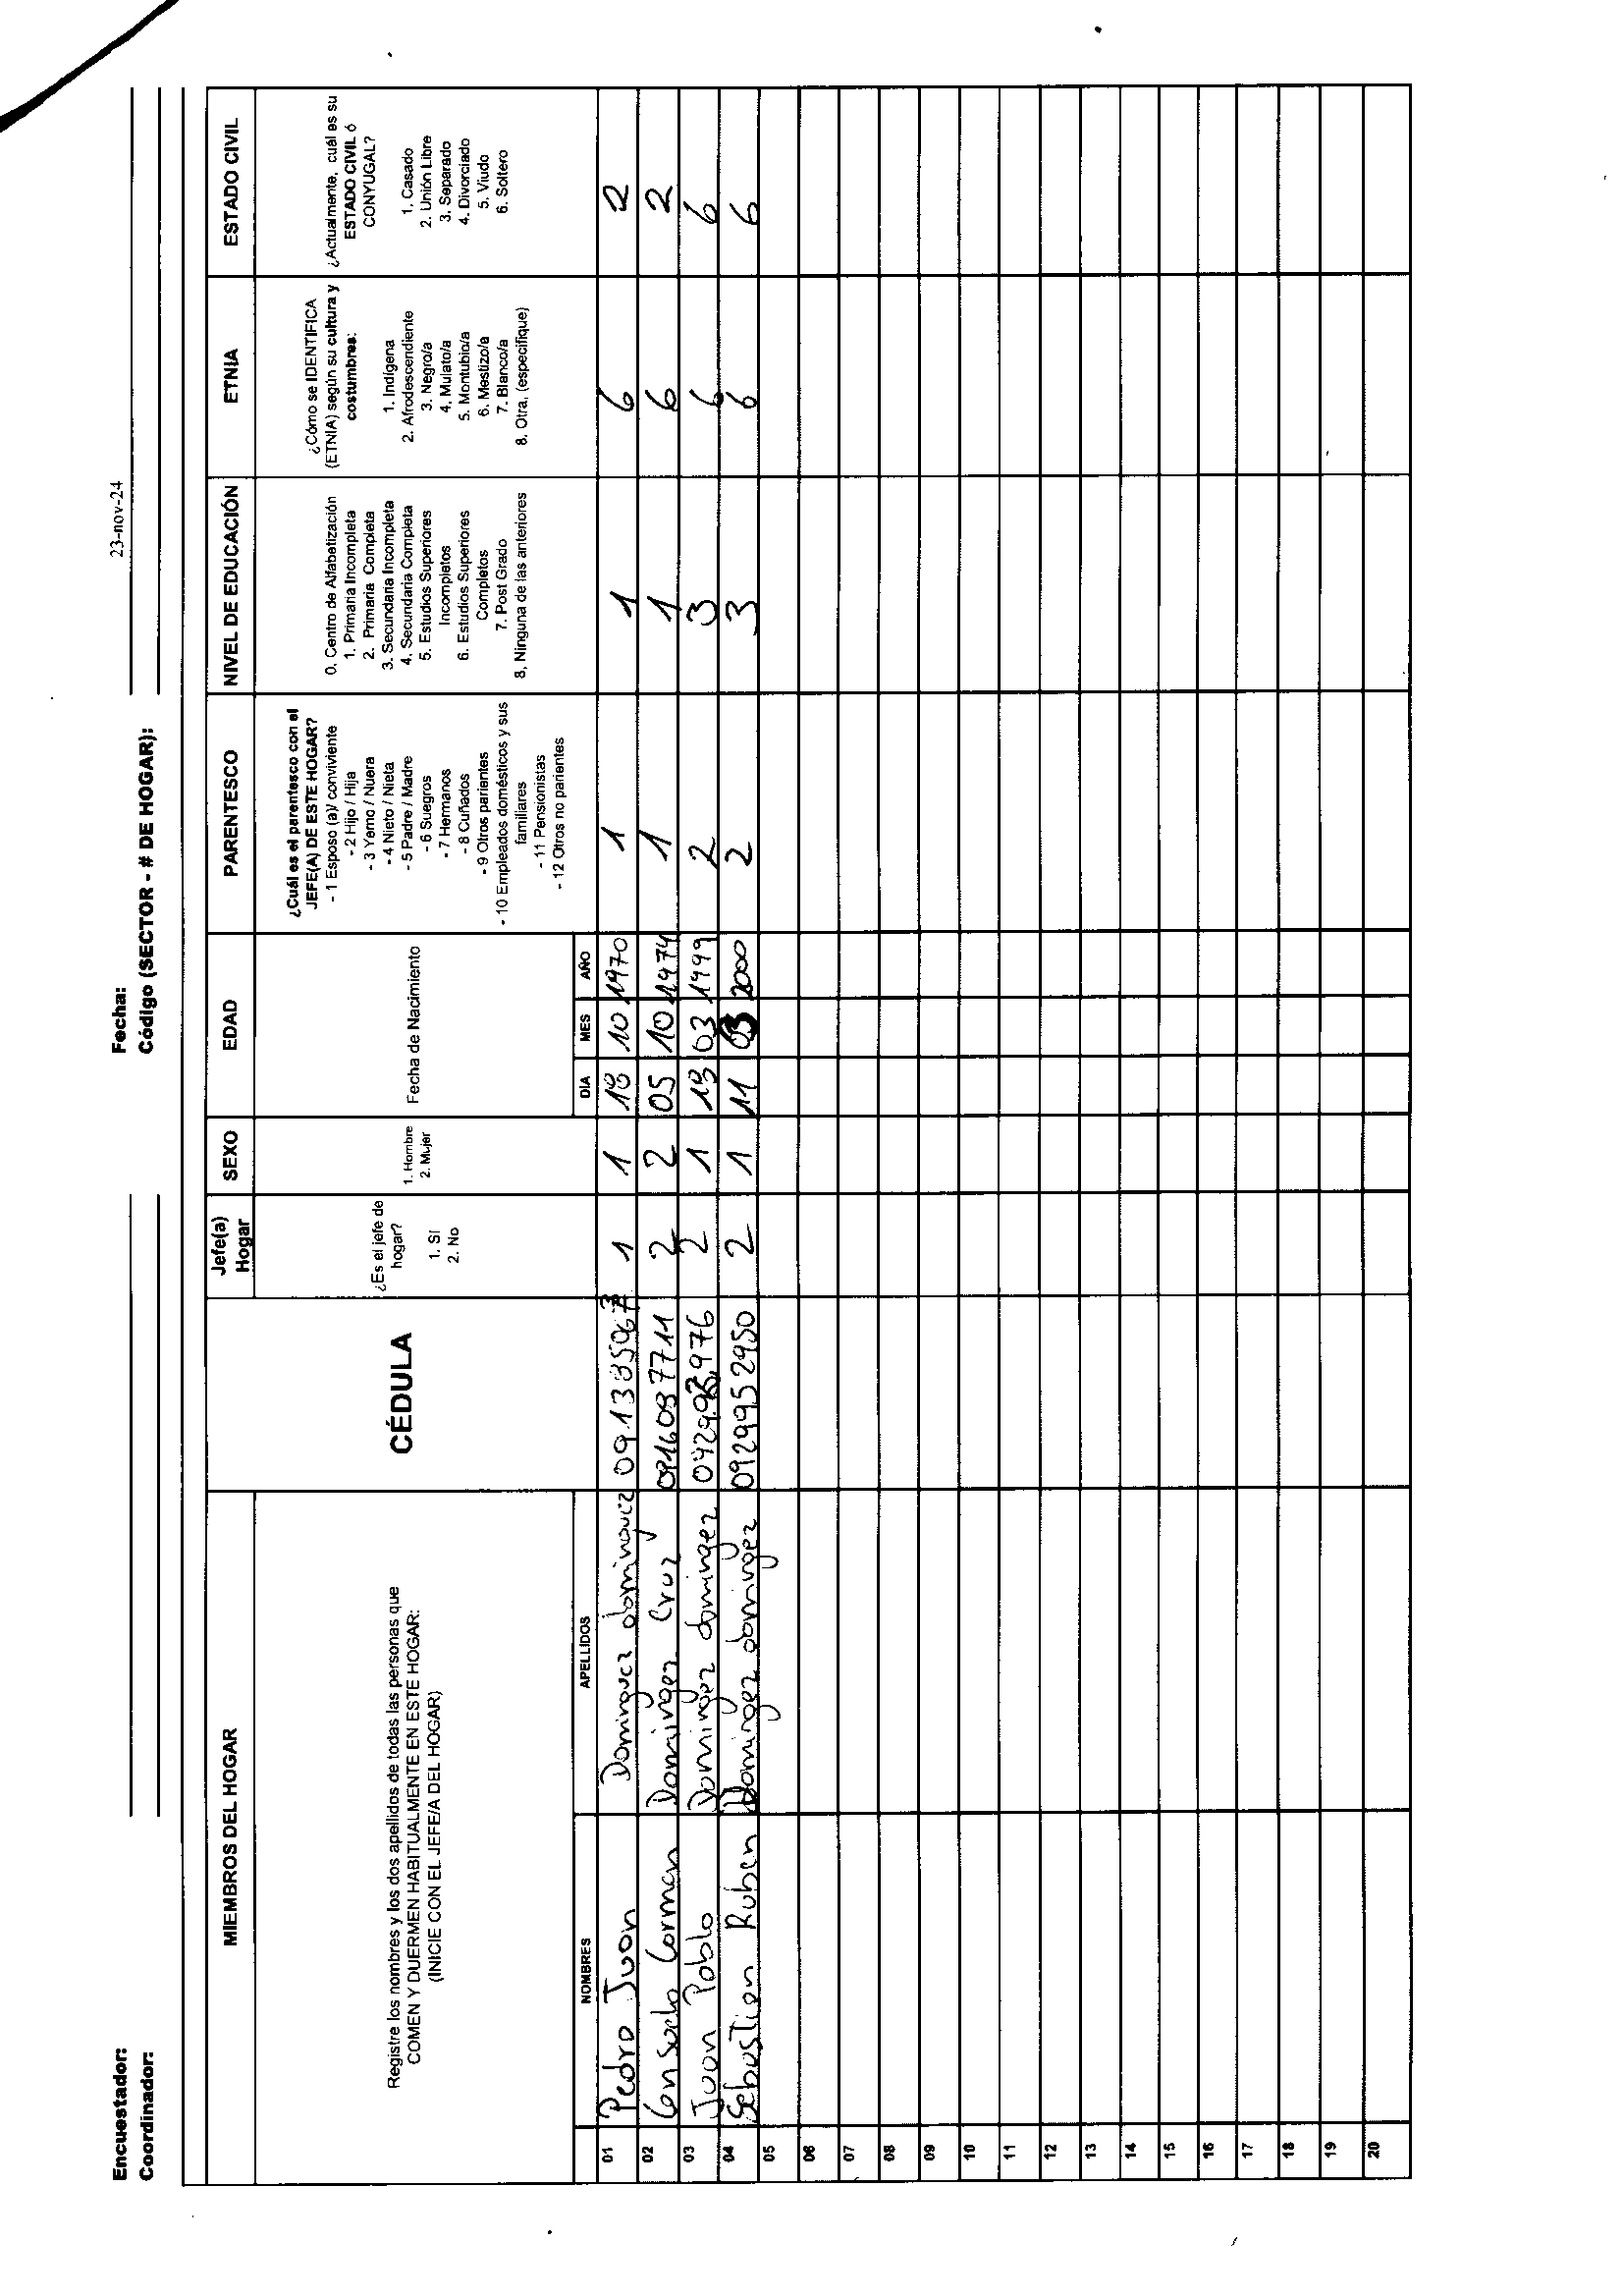 Encuestador:
Coordinador:
Fecha: 23-nov-24
Código (SECTOR - # DE HOGAR):
MIEMBROS DEL HOGAR
Registre los nombres y los dos apellidos de todas las personas que
COMEN Y DUERMEN HABITUALMENTE EN ESTE HOGAR:
(INICIE CON EL JEFE/A DEL HOGAR)
NOMBRES APELLIDOS
CÉDULA
Jefe(a)
Hogar
¿Es el jefe de
hogar?
1. Sí
2. No
SEXO
1. Hombre
2. Mujer
EDAD
Fecha de Nacimiento
DIA MES AÑO
PARENTESCO
¿Cuál es el parentesco con el
JEFE(A) DE ESTE HOGAR?
- 1 Esposo (a)/ conviviente
- 2 Hijo / Hija
- 3 Yerno / Nuera
- 4 Nieto / Nieta
- 5 Padre / Madre
- 6 Suegros
- 7 Hermanos
- 8 Cuñados
- 9 Otros parientes
- 10 Empleados domésticos y sus
familiares
- 11 Pensionistas
- 12 Otros no parientes
NIVEL DE EDUCACIÓN
0. Centro de Alfabetización
1. Primaria Incompleta
2. Primaria Completa
3. Secundaria Incompleta
4. Secundaria Completa
5. Estudios Superiores
Incompletos
6. Estudios Superiores
Completos
7. Post Grado
8. Ninguna de las anteriores
ETNIA
¿Cómo se IDENTIFICA
(ETNIA) según su cultura y
costumbres:
1. Indígena
2. Afrodescendiente
3. Negro/a
4. Mulato/a
5. Montubio/a
6. Mestizo/a
7. Blanco/a
8. Otra, (especifique)
ESTADO CIVIL
¿Actualmente, cuál es su
ESTADO CIVIL ó
CONYUGAL?
1. Casado
2. Unión Libre
3. Separado
4. Divorciado
5. Viudo
6. Soltero
01 Pedro Juan Dominguez dominguez 1 1 18 10 1970 1 1 6 2
02 Consuelo Carmen Dominguez Cruz 2 2 05 10 1974 1 1 6 2
03 Juan Pablo Dominguez dominguez 2 1 03 1999 2 3 6 6
04 Sebastian Ruben Dominguez dominguez 0929952950 2 1 11 03 2000 2 3 6 6
05
06
07
08
09
10
11
12
13
14
15
16
17
18
19
20